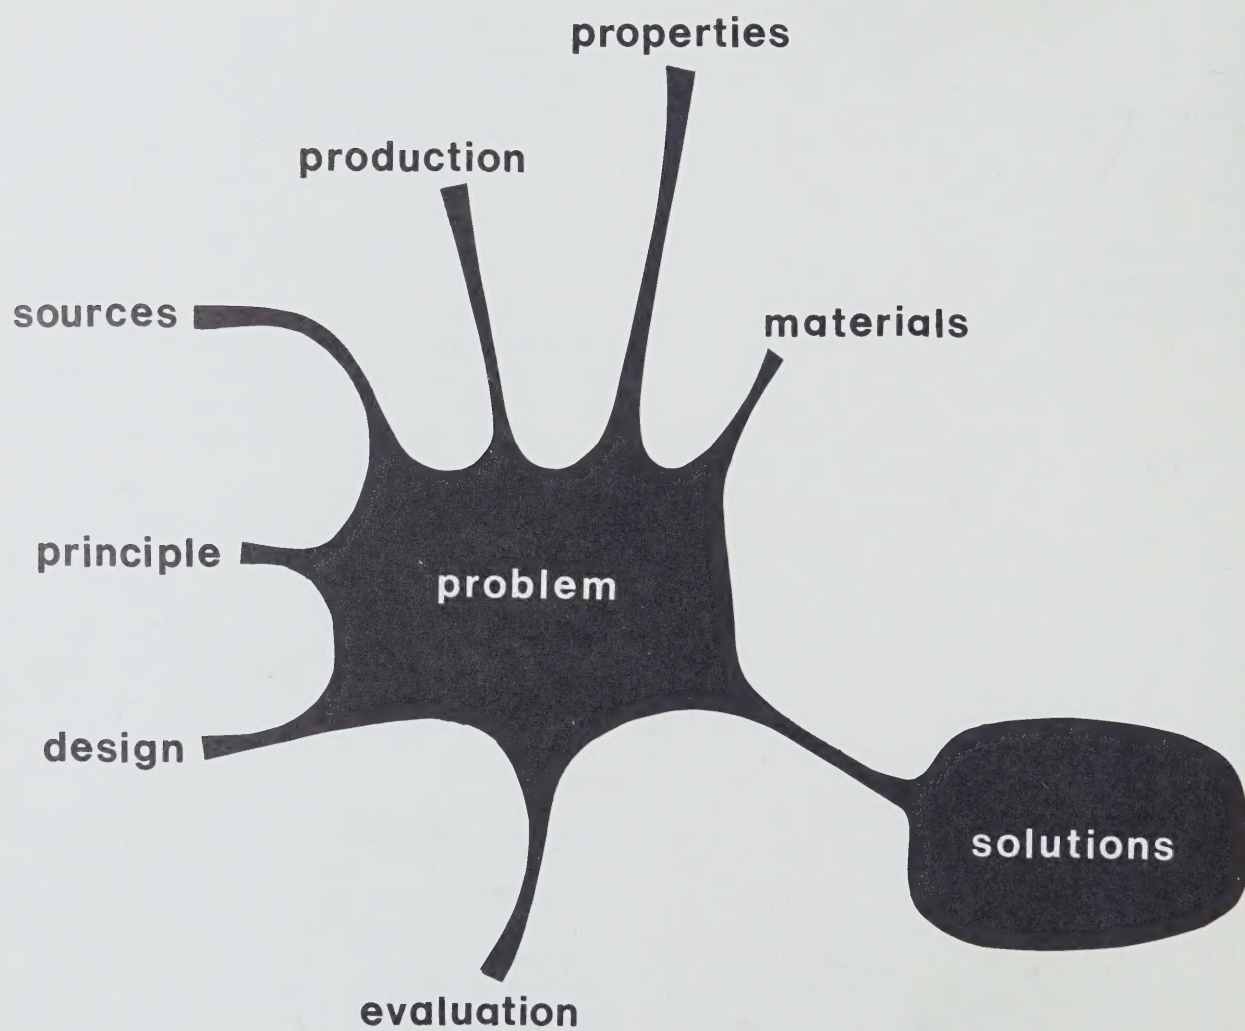 properties
production
sources
materials
principle
problem
design
solutions
evaluation